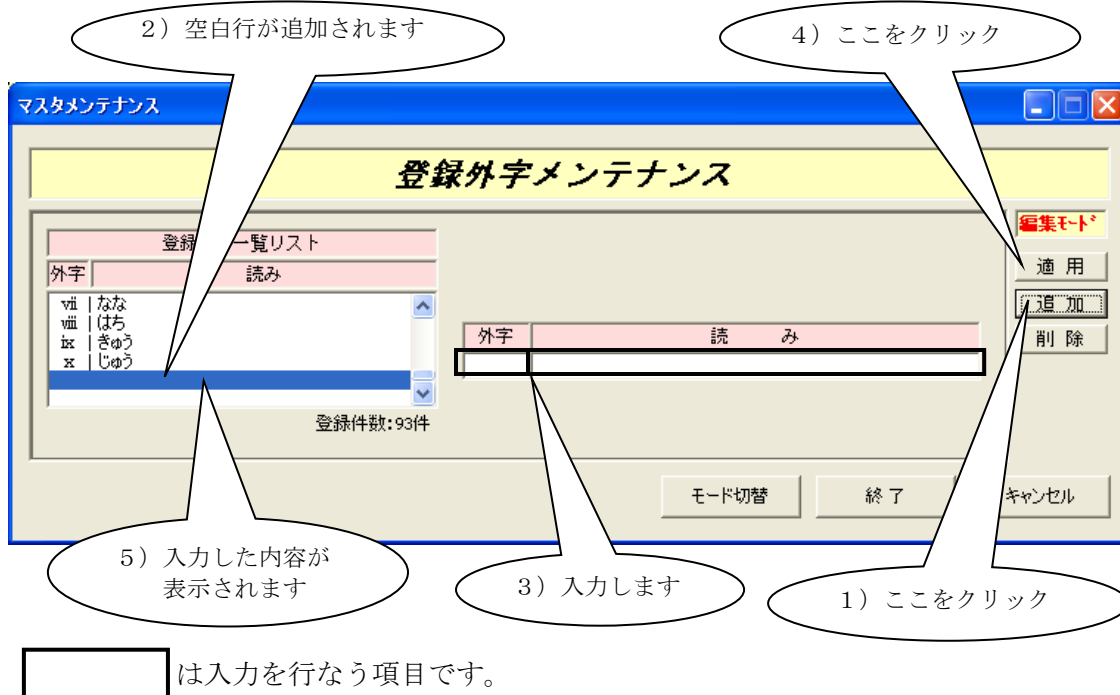 2）空白行が追加されます
4）ここをクリック
マスタメンテナンス
登録外字メンテナンス
編集ﾓｰﾄﾞ
登録 一覧リスト
外字 読み
ⅶ | なな
ⅷ | はち
ⅸ | きゅう
ⅹ | じゅう
登録件数:93件
外字 読 み
適 用
追 加
削 除
モード切替 終 了 キャンセル
5）入力した内容が
表示されます
3）入力します
1）ここをクリック
は入力を行なう項目です。